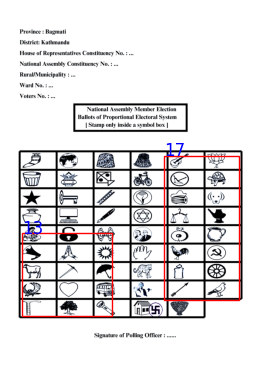 Province : Bagmati
District: Kathmandu
House of Representatives Constituency No. : ...
National Assembly Constituency No. : ...
Rural/Municipality : ...
Ward No. : ...
Voters No. : ...
National Assembly Member Election
Ballots of Proportional Electoral System
[ Stamp only inside a symbol box ]
17
13
Signature of Polling Officer : ......